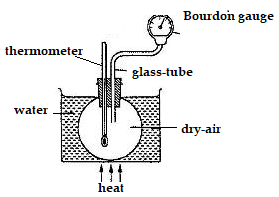 Bourdon gauge
thermometer
glass-tube
water
dry-air
heat